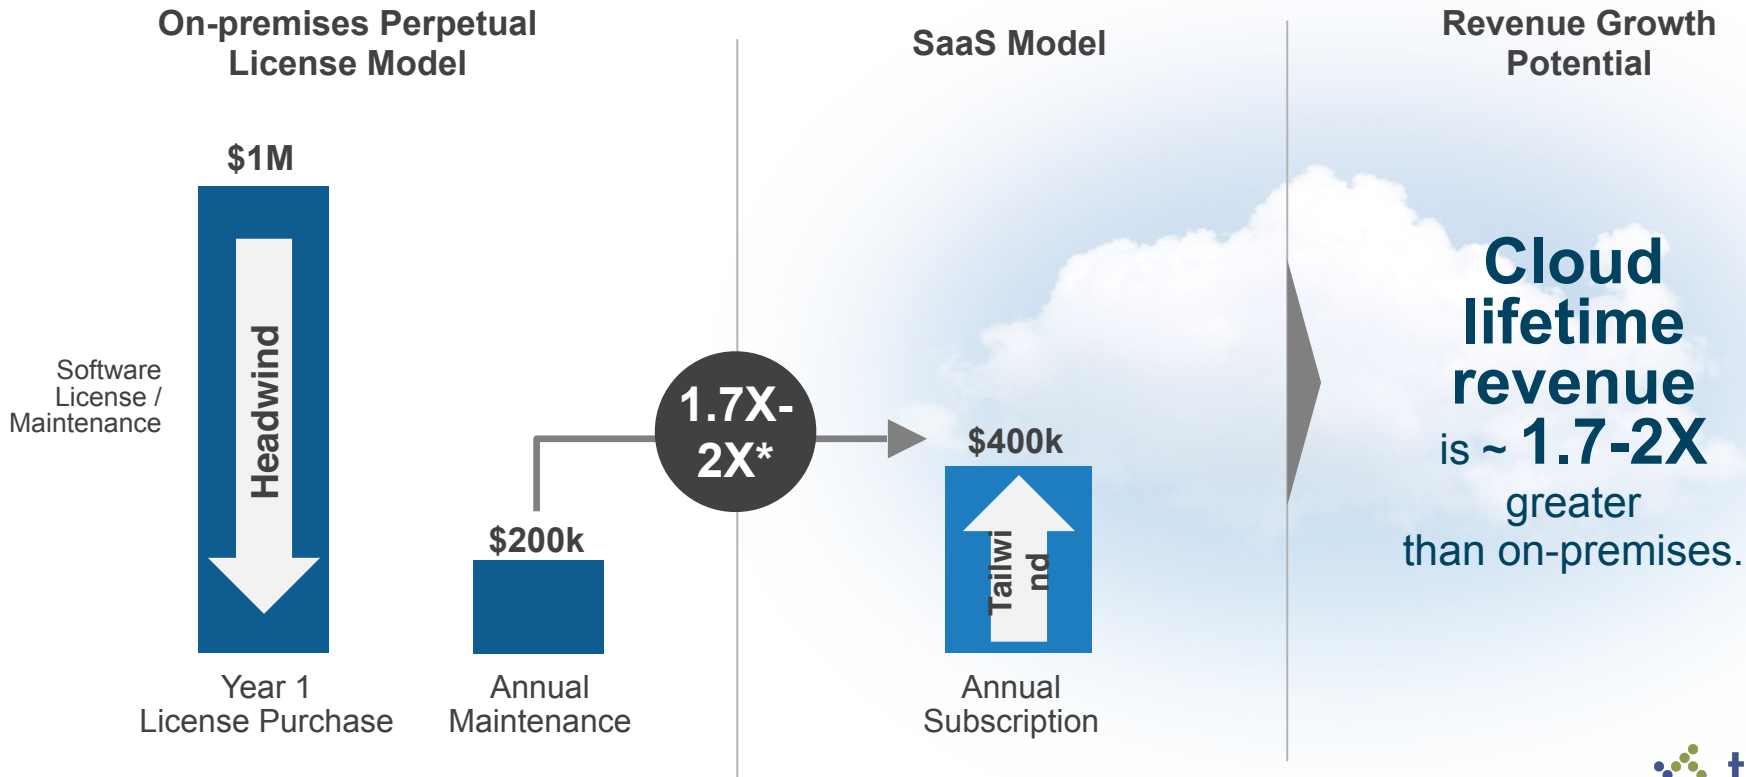 On-premises Perpetual
License Model
SaaS Model
Revenue Growth
Potential
$1M
Headwind
Software
License /
Maintenance
1.7X-
2X*
$200k
$400k
Tailwi
nd
Cloud
lifetime
revenue
is ~ 1.7-2X
greater
than on-premises.
Year 1
License Purchase
Annual
Maintenance
Annual
Subscription